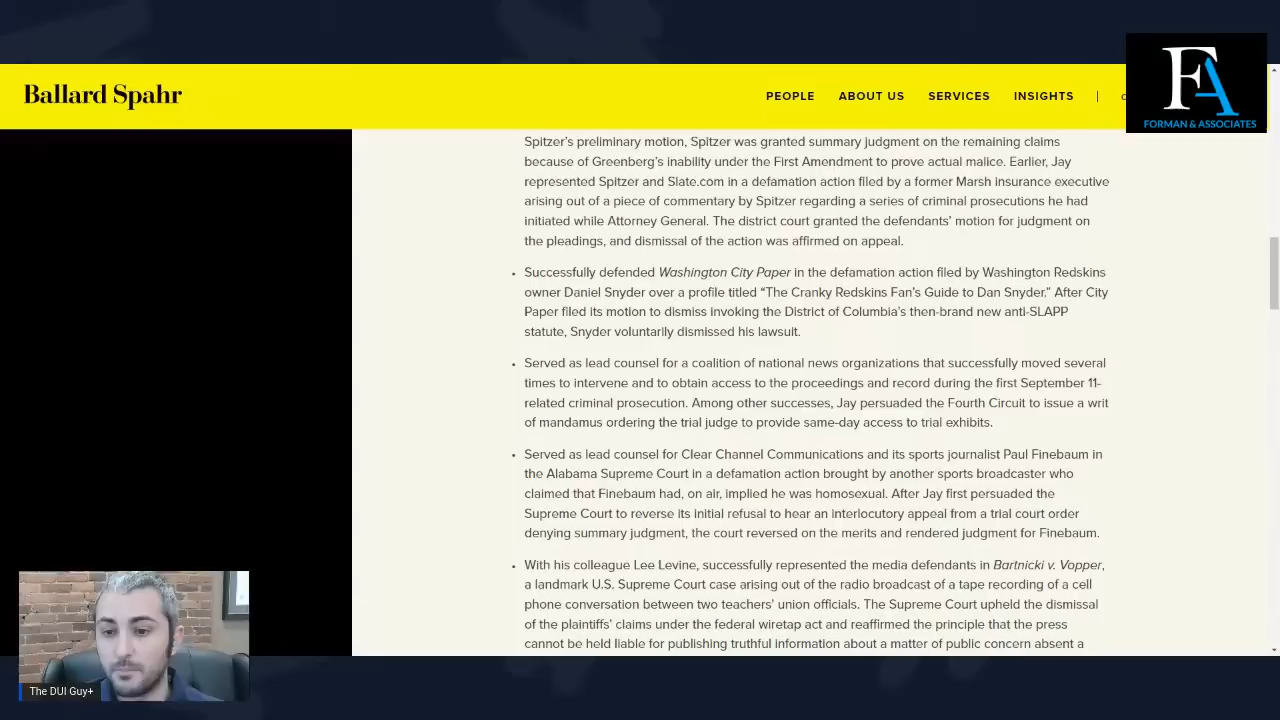 Ballard Spahr
PEOPLE ABOUT US SERVICES INSIGHTS
FA
FORMAN & ASSOCIATES
Spitzer's preliminary motion, Spitzer was granted summary judgment on the remaining claims
because of Greenberg's inability under the First Amendment to prove actual malice. Earlier, Jay
represented Spitzer and Slate.com in a defamation action filed by a former Marsh insurance executive
arising out of a piece of commentary by Spitzer regarding a series of criminal prosecutions he had
initiated while Attorney General. The district court granted the defendants' motion for judgment on
the pleadings, and dismissal of the action was affirmed on appeal.
• Successfully defended Washington City Paper in the defamation action filed by Washington Redskins
owner Daniel Snyder over a profile titled “The Cranky Redskins Fan's Guide to Dan Snyder.” After City
Paper filed its motion to dismiss invoking the District of Columbia's then-brand new anti-SLAPP
statute, Snyder voluntarily dismissed his lawsuit.
• Served as lead counsel for a coalition of national news organizations that successfully moved several
times to intervene and to obtain access to the proceedings and record during the first September 11-
related criminal prosecution. Among other successes, Jay persuaded the Fourth Circuit to issue a writ
of mandamus ordering the trial judge to provide same-day access to trial exhibits.
• Served as lead counsel for Clear Channel Communications and its sports journalist Paul Finebaum in
the Alabama Supreme Court in a defamation action brought by another sports broadcaster who
claimed that Finebaum had, on air, implied he was homosexual. After Jay first persuaded the
Supreme Court to reverse its initial refusal to hear an interlocutory appeal from a trial court order
denying summary judgment, the court reversed on the merits and rendered judgment for Finebaum.
• With his colleague Lee Levine, successfully represented the media defendants in Bartnicki v. Vopper,
a landmark U.S. Supreme Court case arising out of the radio broadcast of a tape recording of a cell
phone conversation between two teachers' union officials. The Supreme Court upheld the dismissal
of the plaintiffs' claims under the federal wiretap act and reaffirmed the principle that the press
cannot be held liable for publishing truthful information about a matter of public concern absent a
The DUI Guy+